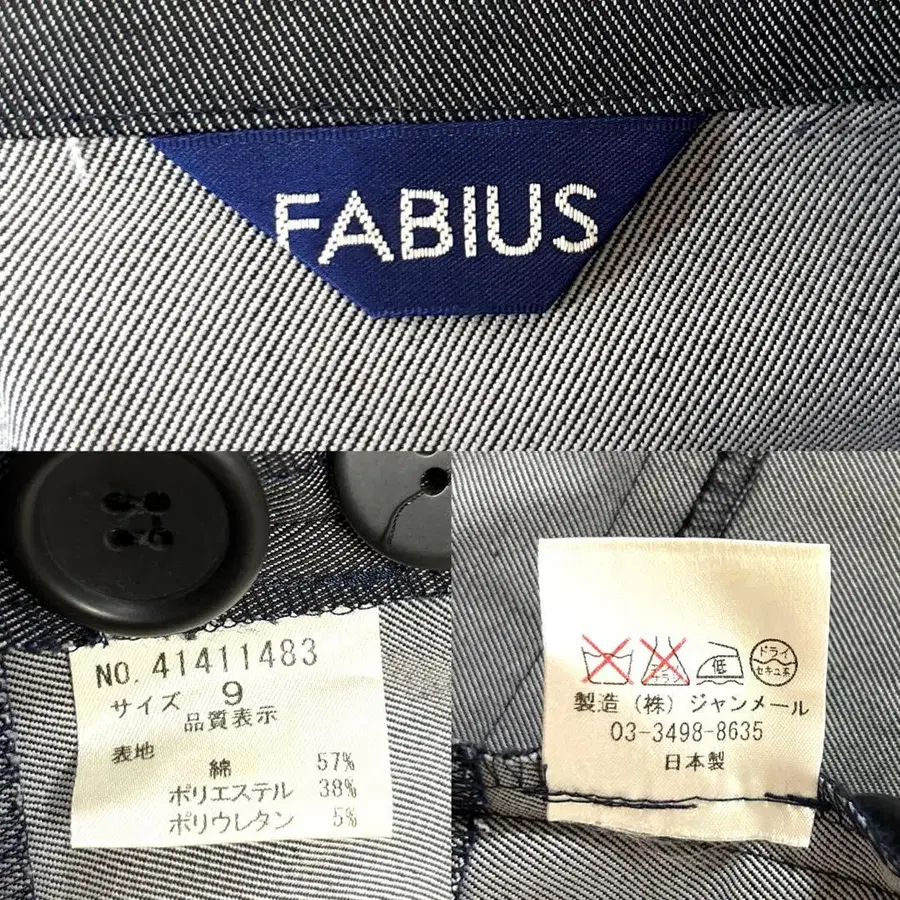 FABIUS
NO. 41411483
サイズ 9
品質表示
表地
綿 57%
ポリエステル 38%
ポリウレタン 5%
低
ドライ
セキユ系
製造 (株) ジャンメール
03-3498-8635
日本製